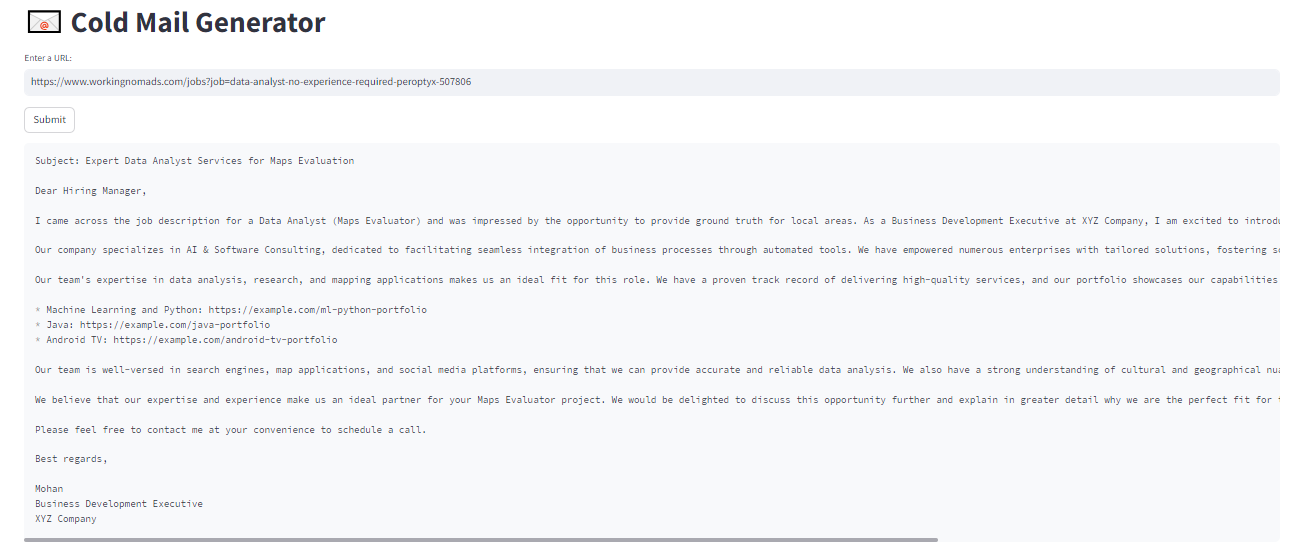 Cold Mail Generator
Enter a URL:
https://www.workingnomads.com/jobs?job=data-analyst-no-experience-required-peroptyx-507806
Submit
Subject: Expert Data Analyst Services for Maps Evaluation
Dear Hiring Manager,
I came across the job description for a Data Analyst (Maps Evaluator) and was impressed by the opportunity to provide ground truth for local areas. As a Business Development Executive at XYZ Company, I am excited to
Our company specializes in AI & Software Consulting, dedicated to facilitating seamless integration of business processes through automated tools. We have empowered numerous enterprises with tailored solutions, fostering
Our team's expertise in data analysis, research, and mapping applications makes us an ideal fit for this role. We have a proven track record of delivering high-quality services, and our portfolio showcases our capabilities
* Machine Learning and Python: https://example.com/ml-python-portfolio
* Java: https://example.com/java-portfolio
* Android TV: https://example.com/android-tv-portfolio
Our team is well-versed in search engines, map applications, and social media platforms, ensuring that we can provide accurate and reliable data analysis. We also have a strong understanding of cultural and geographical
We believe that our expertise and experience make us an ideal partner for your Maps Evaluator project. We would be delighted to discuss this opportunity further and explain in greater detail why we are the perfect fit for
Please feel free to contact me at your convenience to schedule a call.
Best regards,
Mohan
Business Development Executive
XYZ Company